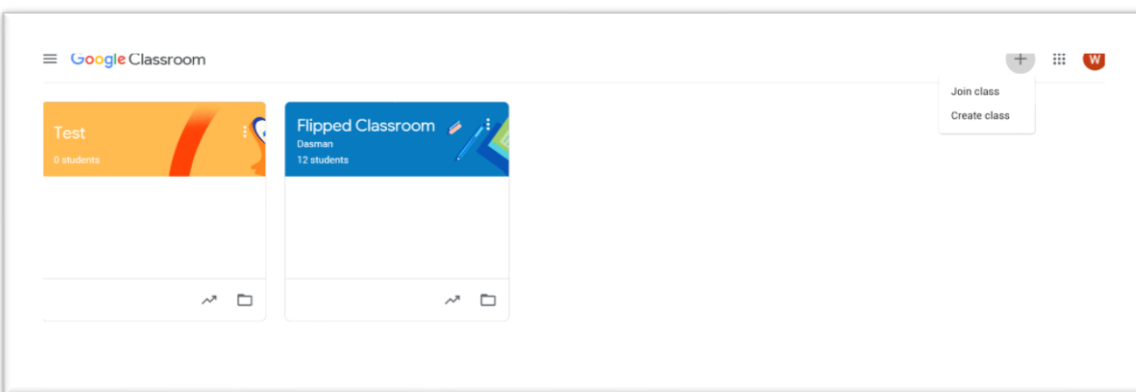 Google Classroom
W
Join class
Create class
Test
0 students
Flipped Classroom
Dasman
12 students